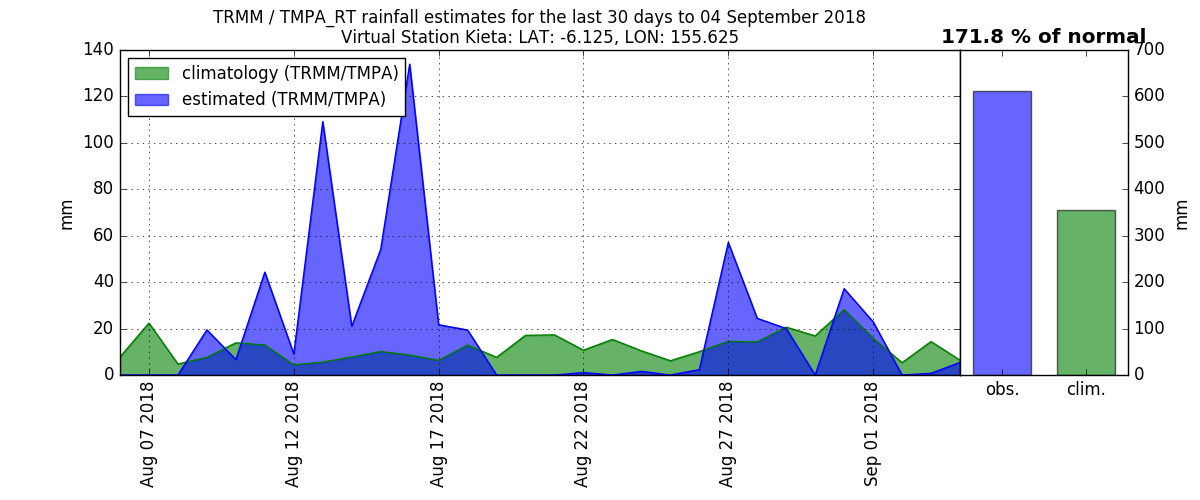 TRMM / TMPA_RT rainfall estimates for the last 30 days to 04 September 2018
Virtual Station Kieta: LAT: -6.125, LON: 155.625
171.8 % of normal
climatology (TRMM/TMPA)
estimated (TRMM/TMPA)
mm
140
120
100
80
60
40
20
0
Aug 07 2018
Aug 12 2018
Aug 17 2018
Aug 22 2018
Aug 27 2018
Sep 01 2018
obs.
clim.
700
600
500
400
300
200
100
0
mm